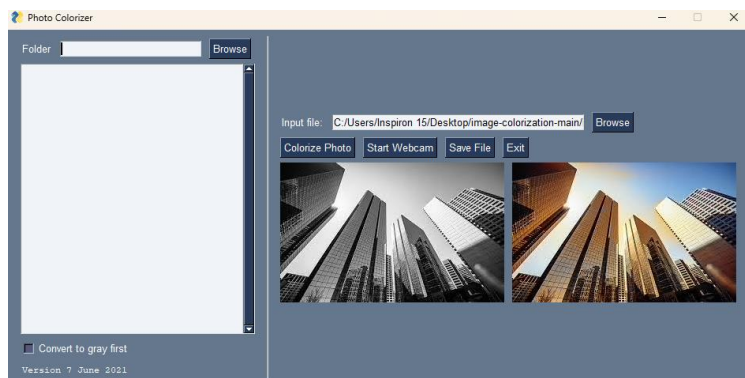 Photo Colorizer
Folder Browse
Input file: C:/Users/Inspiron 15/Desktop/image-colorization-main/ Browse
Colorize Photo Start Webcam Save File Exit
Convert to gray first
Version 7 June 2021